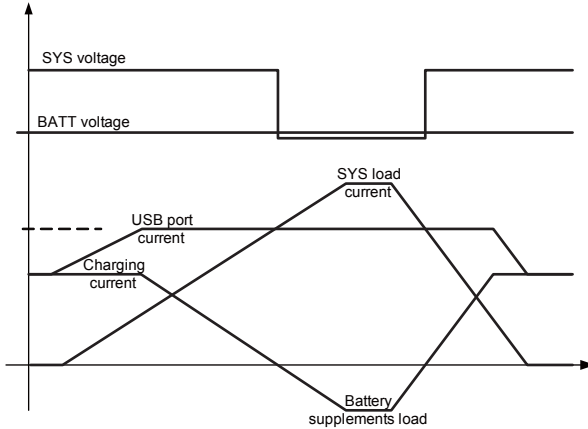 SYS voltage
BATT voltage
SYS load
current
USB port
current
Charging
current
Battery
supplements load